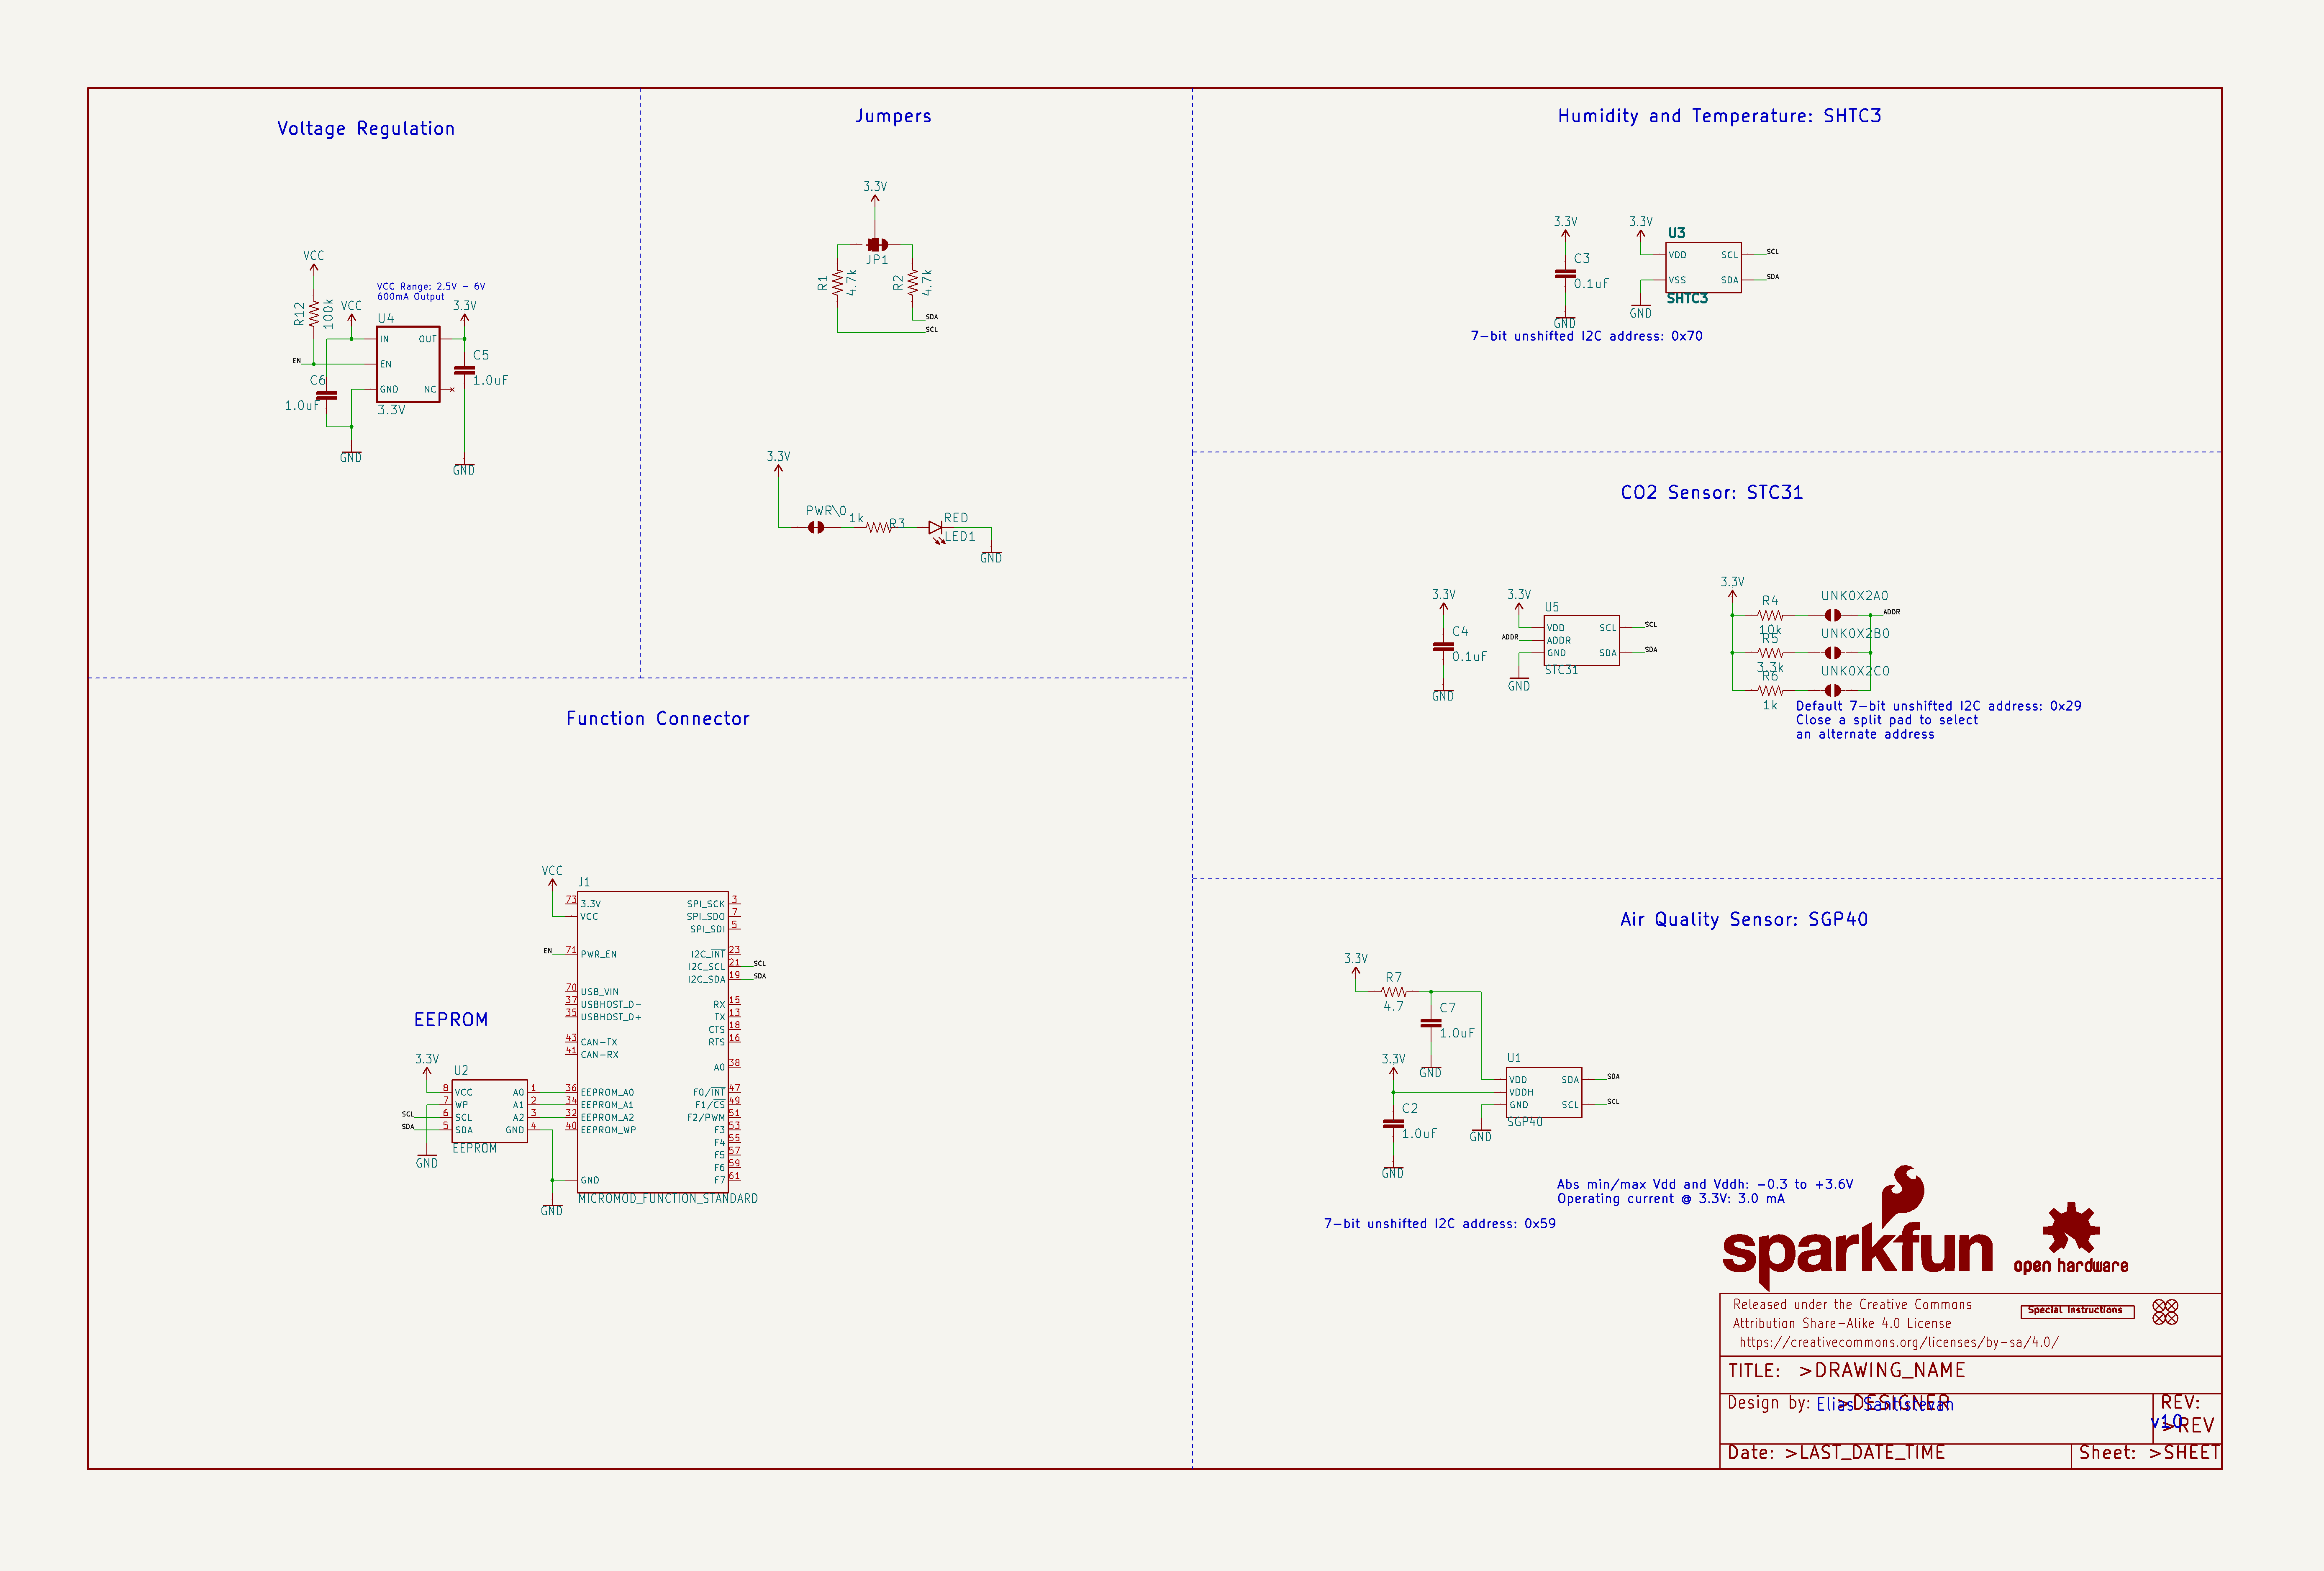 Voltage Regulation
VCC
R12
100k
VCC
VCC Range: 2.5V - 6V
600mA Output
3.3V
U4
IN
OUT
EN
EN
GND
NC
3.3V
C5
1.0uF
C6
1.0uF
GND
GND
Jumpers
3.3V
JP1
R1
4.7k
R2
4.7k
SDA
SCL
3.3V
PWR\0
1k
R3
RED
LED1
GND
Humidity and Temperature: SHTC3
3.3V
C3
0.1uF
GND
3.3V
U3
VDD
SCL
SCL
VSS
SDA
SDA
SHTC3
GND
7-bit unshifted I2C address: 0x70
CO2 Sensor: STC31
3.3V
C4
0.1uF
GND
3.3V
U5
VDD
SCL
SCL
ADDR
ADDR
GND
SDA
SDA
STC31
GND
3.3V
R4
10k
UNK0X2A0
ADDR
R5
3.3k
UNK0X2B0
R6
1k
UNK0X2C0
Default 7-bit unshifted I2C address: 0x29
Close a split pad to select
an alternate address
Function Connector
VCC
J1
73
3.3V
SPI_SCK
3
VCC
SPI_SDO
7
SPI_SDI
5
EN
71
PWR_EN
I2C_INT
23
I2C_SCL
21
SCL
I2C_SDA
19
SDA
70
USB_VIN
37
USBHOST_D-
RX
15
35
USBHOST_D+
TX
13
CTS
18
43
CAN-TX
RTS
16
41
CAN-RX
A0
38
36
EEPROM_A0
F0/INT
47
34
EEPROM_A1
F1/CS
49
32
EEPROM_A2
F2/PWM
51
40
EEPROM_WP
F3
53
F4
55
F5
57
F6
59
GND
F7
61
MICROMOD_FUNCTION_STANDARD
GND
EEPROM
3.3V
U2
8
VCC
A0
1
7
WP
A1
2
SCL
6
SCL
A2
3
SDA
5
SDA
GND
4
EEPROM
GND
Air Quality Sensor: SGP40
3.3V
R7
4.7
C7
1.0uF
GND
3.3V
C2
1.0uF
GND
U1
VDD
SDA
SDA
VDDH
GND
SCL
SCL
SGP40
GND
Abs min/max Vdd and Vddh: -0.3 to +3.6V
Operating current @ 3.3V: 3.0 mA
7-bit unshifted I2C address: 0x59
sparkfun
open hardware
Released under the Creative Commons
Attribution Share-Alike 4.0 License
https://creativecommons.org/licenses/by-sa/4.0/
Special Instructions
TITLE: >DRAWING_NAME
Design by: >DESIGNER
Elias Santistevan
REV:
v10
>REV
Date: >LAST_DATE_TIME
Sheet: >SHEET